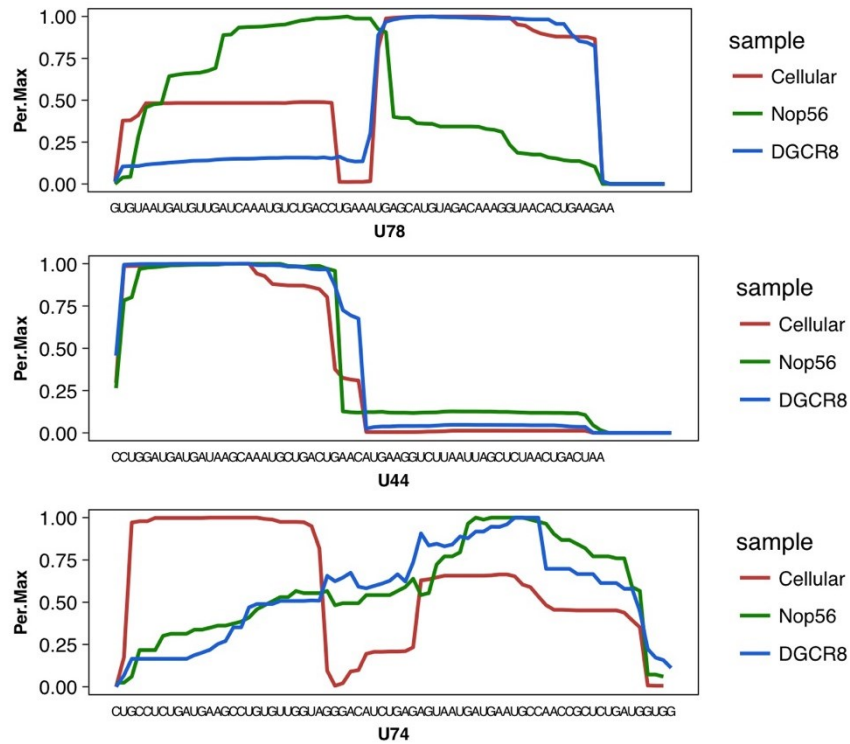 1.00
0.75
0.50
0.25
0.00
Per.Max
GUGUAAUGAUGUUGAUCAAAUGUCUGACCUGAAAUGAGCAUGUAGACAAAGGUAACACUGAAGAA
U78
sample
Cellular
Nop56
DGCR8
1.00
0.75
0.50
0.25
0.00
Per.Max
CCUGGAUGAUGAUAAGCAAAUGCUGACUGAACAUGAAGGUCUUAAUUAGCUCUAACUGACUAA
U44
sample
Cellular
Nop56
DGCR8
1.00
0.75
0.50
0.25
0.00
Per.Max
CUGCCUCUGAUGAAGCCUGUGUUGGUAGGGACAUCUGAGAGUAAUGAUGAAUGCCAACCGCUCUGAUGGUGG
U74
sample
Cellular
Nop56
DGCR8